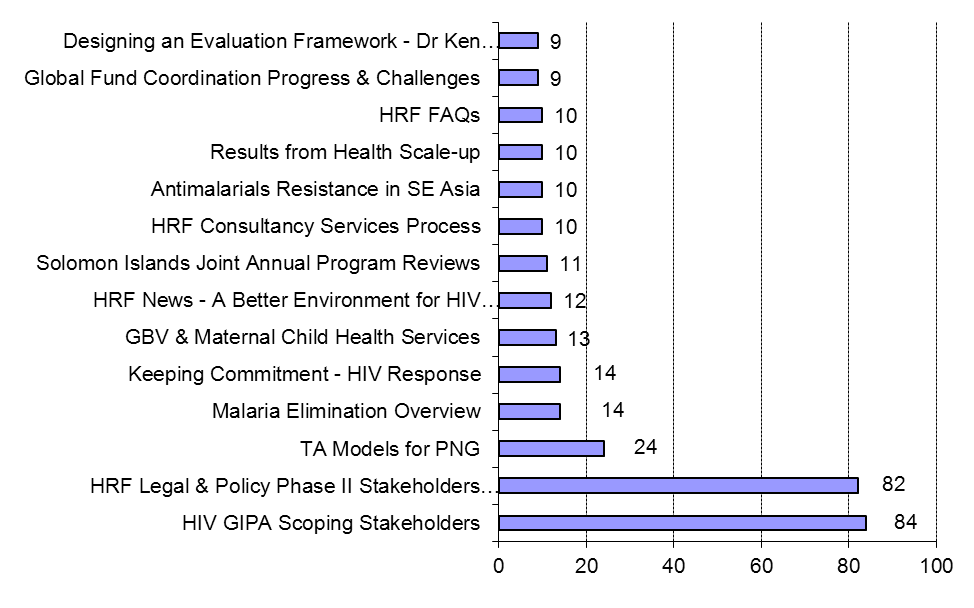 Designing an Evaluation Framework - Dr Ken… 9
Global Fund Coordination Progress & Challenges 9
HRF FAQs 10
Results from Health Scale-up 10
Antimalarials Resistance in SE Asia 10
HRF Consultancy Services Process 10
Solomon Islands Joint Annual Program Reviews 11
HRF News - A Better Environment for HIV… 12
GBV & Maternal Child Health Services 13
Keeping Commitment - HIV Response 14
Malaria Elimination Overview 14
TA Models for PNG 24
HRF Legal & Policy Phase II Stakeholders… 82
HIV GIPA Scoping Stakeholders 84
0 20 40 60 80 100